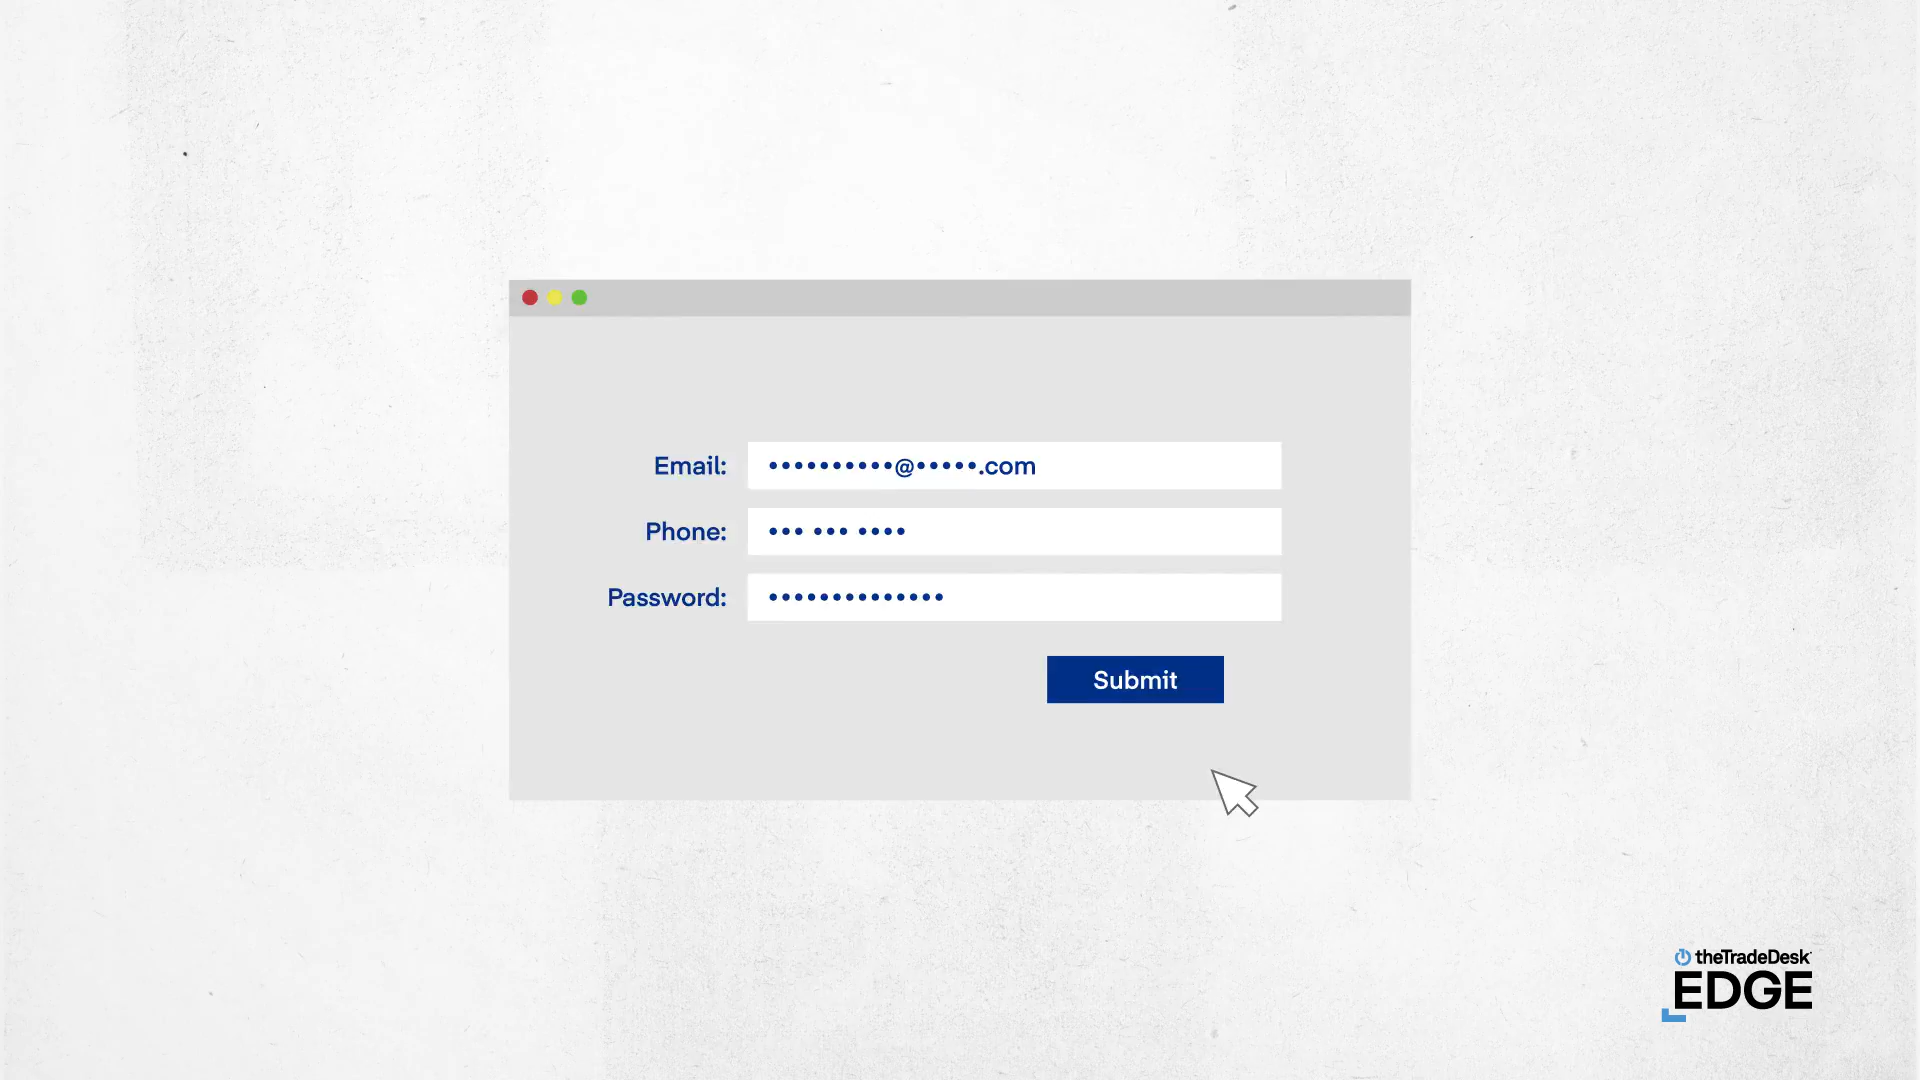 Email: ••••••••••@•••••.com
Phone: ••• ••• ••••
Password: ••••••••••••••
Submit
theTradeDesk
EDGE